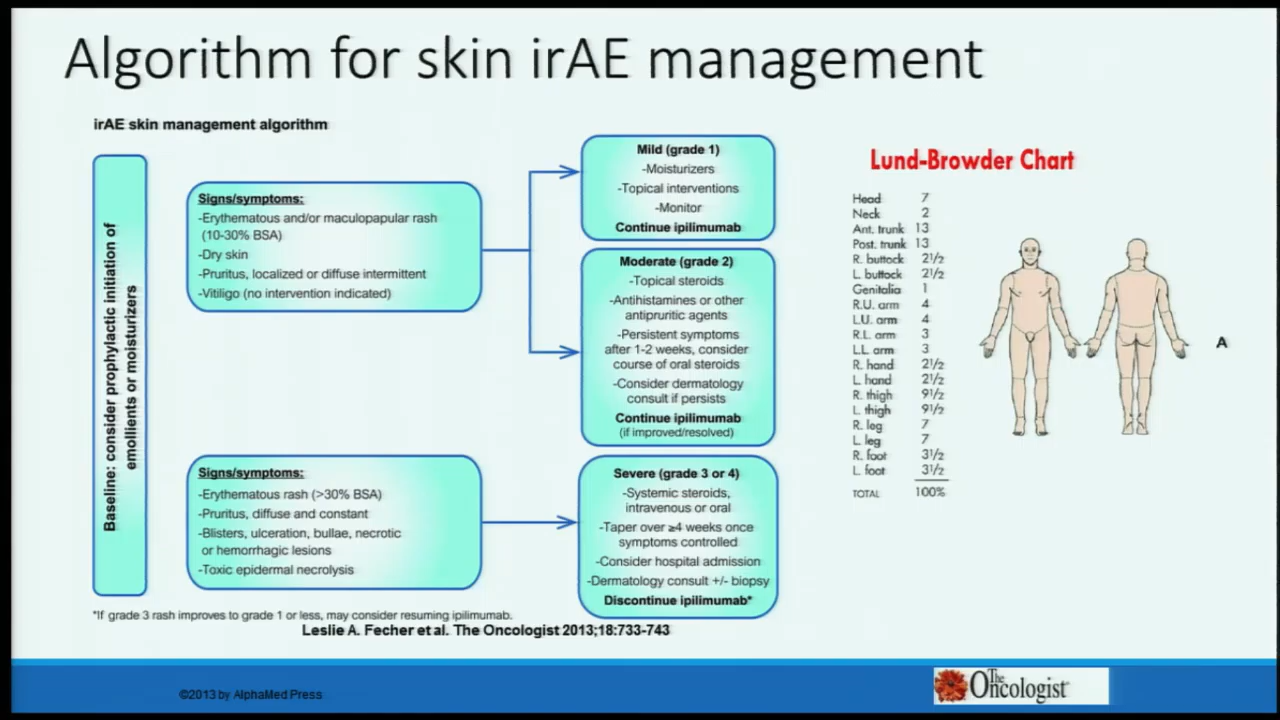 Algorithm for skin irAE management
irAE skin management algorithm
Baseline: consider prophylactic initiation of
emollients or moisturizers
Signs/symptoms:
-Erythematous and/or maculopapular rash
(10-30% BSA)
-Dry skin
-Pruritus, localized or diffuse intermittent
-Vitiligo (no intervention indicated)
Mild (grade 1)
-Moisturizers
-Topical interventions
-Monitor
Continue ipilimumab
Moderate (grade 2)
-Topical steroids
-Antihistamines or other
antipruritic agents
-Persistent symptoms
after 1-2 weeks, consider
course of oral steroids
-Consider dermatology
consult if persists
Continue ipilimumab
(if improved/resolved)
Signs/symptoms:
-Erythematous rash (>30% BSA)
-Pruritus, diffuse and constant
-Blisters, ulceration, bullae, necrotic
or hemorrhagic lesions
-Toxic epidermal necrolysis
Severe (grade 3 or 4)
-Systemic steroids,
intravenous or oral
-Taper over ≥4 weeks once
symptoms controlled
-Consider hospital admission
-Dermatology consult +/- biopsy
Discontinue ipilimumab*
*If grade 3 rash improves to grade 1 or less, may consider resuming ipilimumab.
Leslie A. Fecher et al. The Oncologist 2013;18:733-743
Lund-Browder Chart
Head 7
Neck 2
Ant. trunk 13
Post. trunk 13
R. buttock 2½
L. buttock 2½
Genitalia 1
R.U. arm 4
L.U. arm 4
R.L. arm 3
L.L. arm 3
R. hand 2½
L. hand 2½
R. thigh 9½
L. thigh 9½
R. leg 7
L. leg 7
R. foot 3½
L. foot 3½
TOTAL 100%
A
©2013 by AlphaMed Press
The
Oncologist